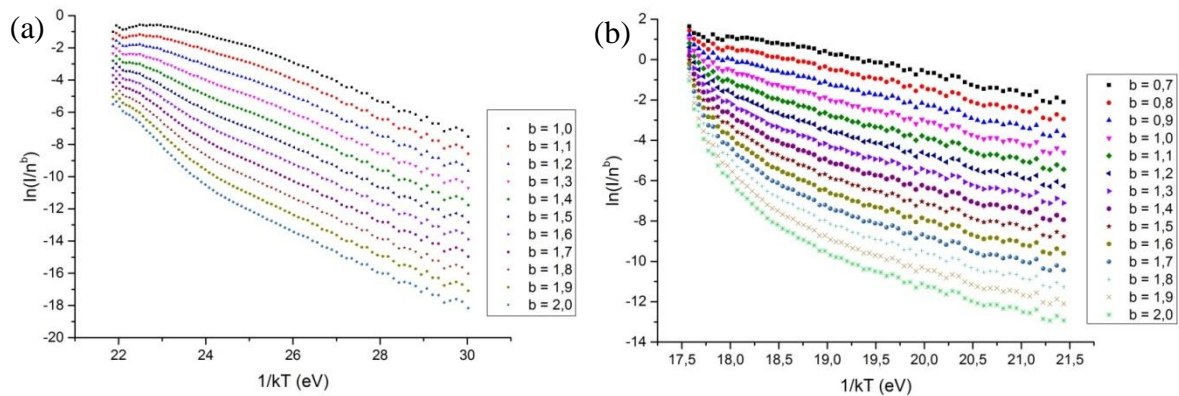 (a)
0
-2
-4
-6
-8
-10
-12
-14
-16
-18
-20
ln(I/n^b)
22 24 26 28 30
1/kT (eV)
b = 1,0
b = 1,1
b = 1,2
b = 1,3
b = 1,4
b = 1,5
b = 1,6
b = 1,7
b = 1,8
b = 1,9
b = 2,0
(b)
2
0
-2
-4
-6
-8
-10
-12
-14
ln(I/n^b)
17,5 18,0 18,5 19,0 19,5 20,0 20,5 21,0 21,5
1/kT (eV)
b = 0,7
b = 0,8
b = 0,9
b = 1,0
b = 1,1
b = 1,2
b = 1,3
b = 1,4
b = 1,5
b = 1,6
b = 1,7
b = 1,8
b = 1,9
b = 2,0